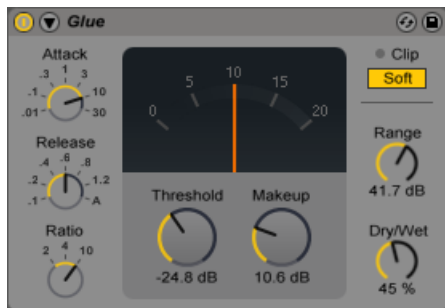 Glue
Attack
.01 .1 .3 1 3 10 30
Release
.1 .2 .4 .6 .8 1.2 A
Ratio
2 4 10
0 5 10 15 20
Threshold
-24.8 dB
Makeup
10.6 dB
Clip
Soft
Range
41.7 dB
Dry/Wet
45 %